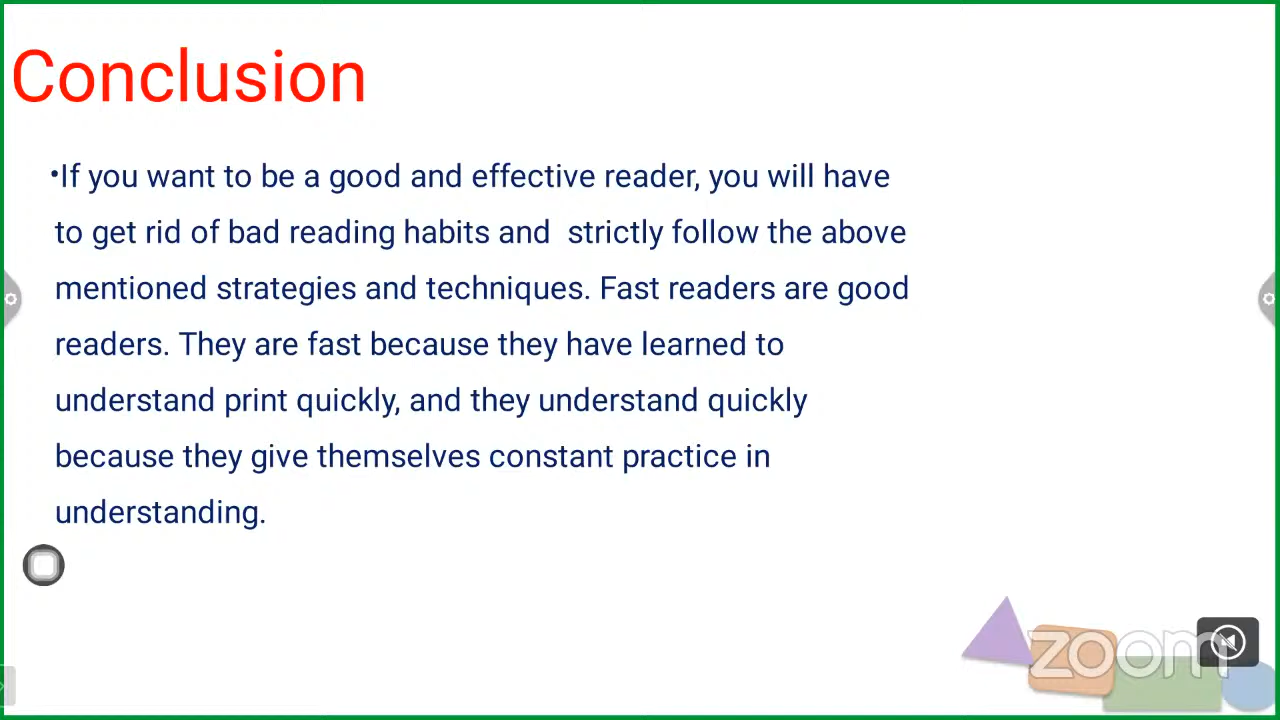 Conclusion
•If you want to be a good and effective reader, you will have
to get rid of bad reading habits and  strictly follow the above
mentioned strategies and techniques. Fast readers are good
readers. They are fast because they have learned to
understand print quickly, and they understand quickly
because they give themselves constant practice in
understanding.
zoom